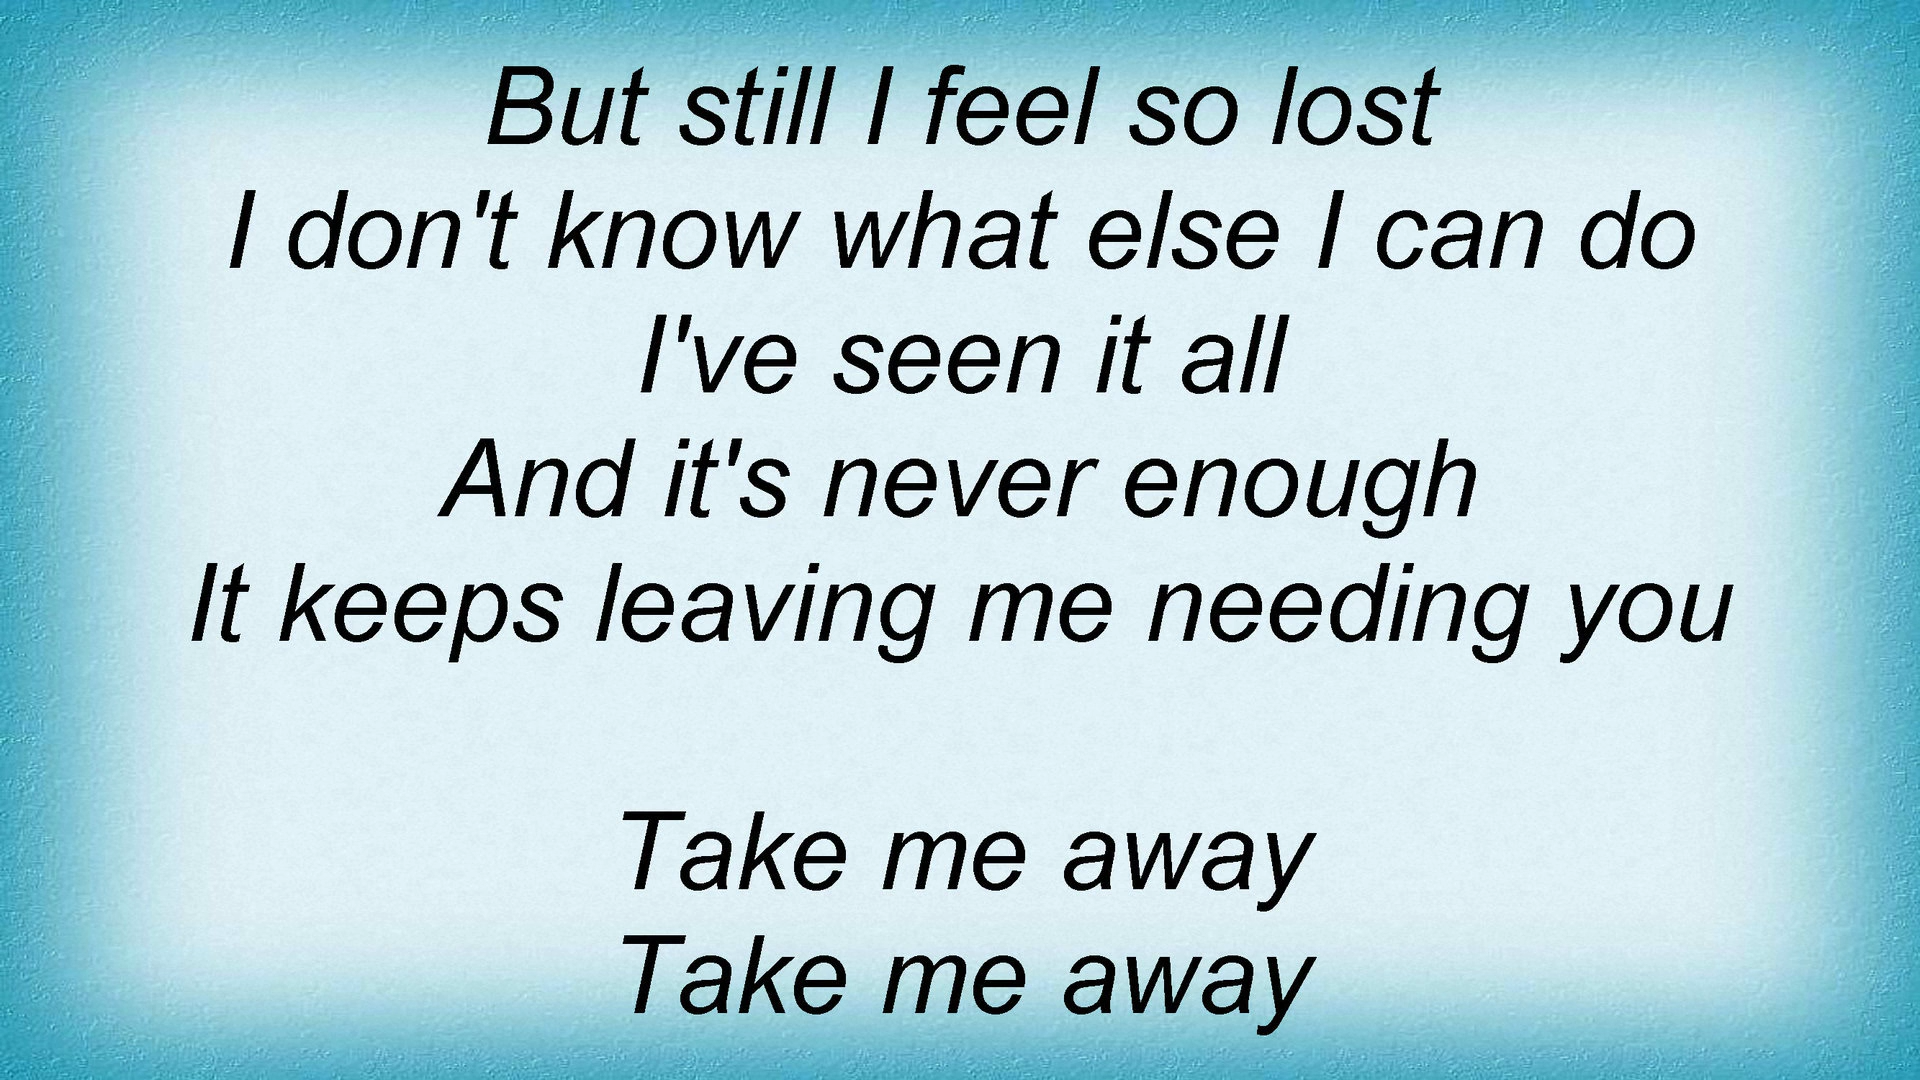 But still I feel so lost
I don't know what else I can do
I've seen it all
And it's never enough
It keeps leaving me needing you
Take me away
Take me away